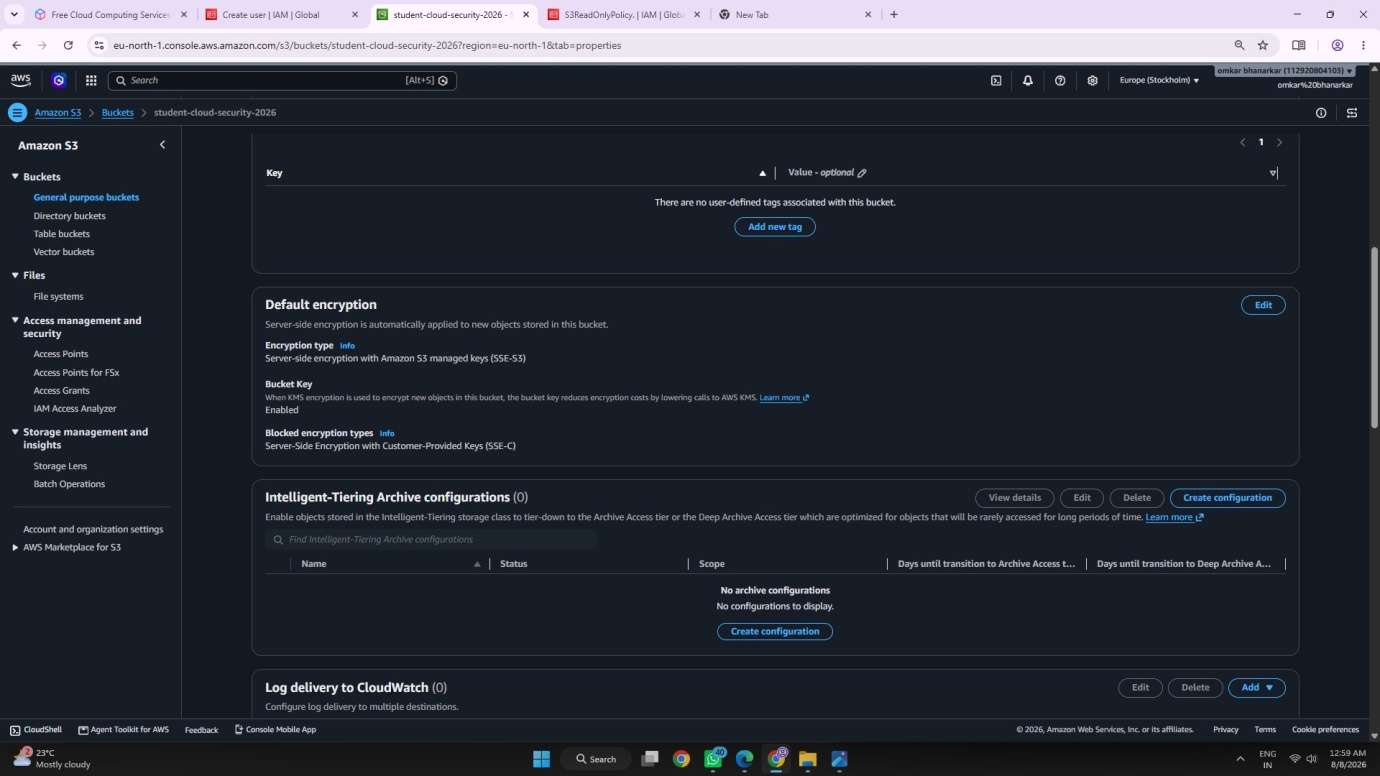 Free Cloud Computing Services
Create user | IAM | Global
student-cloud-security-2026 - S
S3ReadOnlyPolicy. | IAM | Globa
New Tab
eu-north-1.console.aws.amazon.com/s3/buckets/student-cloud-security-2026?region=eu-north-1&tab=properties
aws
Search
[Alt+S]
Europe (Stockholm)
omkar bhanarkar (112920804103)
omkar%20bhanarkar
Amazon S3
Buckets
student-cloud-security-2026
Amazon S3
Buckets
General purpose buckets
Directory buckets
Table buckets
Vector buckets
Files
File systems
Access management and
security
Access Points
Access Points for FSx
Access Grants
IAM Access Analyzer
Storage management and
insights
Storage Lens
Batch Operations
Account and organization settings
AWS Marketplace for S3
1
Key
Value - optional
There are no user-defined tags associated with this bucket.
Add new tag
Default encryption
Edit
Server-side encryption is automatically applied to new objects stored in this bucket.
Encryption type Info
Server-side encryption with Amazon S3 managed keys (SSE-S3)
Bucket Key
When KMS encryption is used to encrypt new objects in this bucket, the bucket key reduces encryption costs by lowering calls to AWS KMS. Learn more
Enabled
Blocked encryption types Info
Server-Side Encryption with Customer-Provided Keys (SSE-C)
Intelligent-Tiering Archive configurations (0)
View details
Edit
Delete
Create configuration
Enable objects stored in the Intelligent-Tiering storage class to tier-down to the Archive Access tier or the Deep Archive Access tier which are optimized for objects that will be rarely accessed for long periods of time. Learn more
Find Intelligent-Tiering Archive configurations
Name
Status
Scope
Days until transition to Archive Access t...
Days until transition to Deep Archive A...
No archive configurations
No configurations to display.
Create configuration
Log delivery to CloudWatch (0)
Edit
Delete
Add
Configure log delivery to multiple destinations.
CloudShell
Agent Toolkit for AWS
Feedback
Console Mobile App
© 2026, Amazon Web Services, Inc. or its affiliates.
Privacy
Terms
Cookie preferences
2
23°C
Mostly cloudy
Search
40
ENG
IN
12:59 AM
8/8/2026